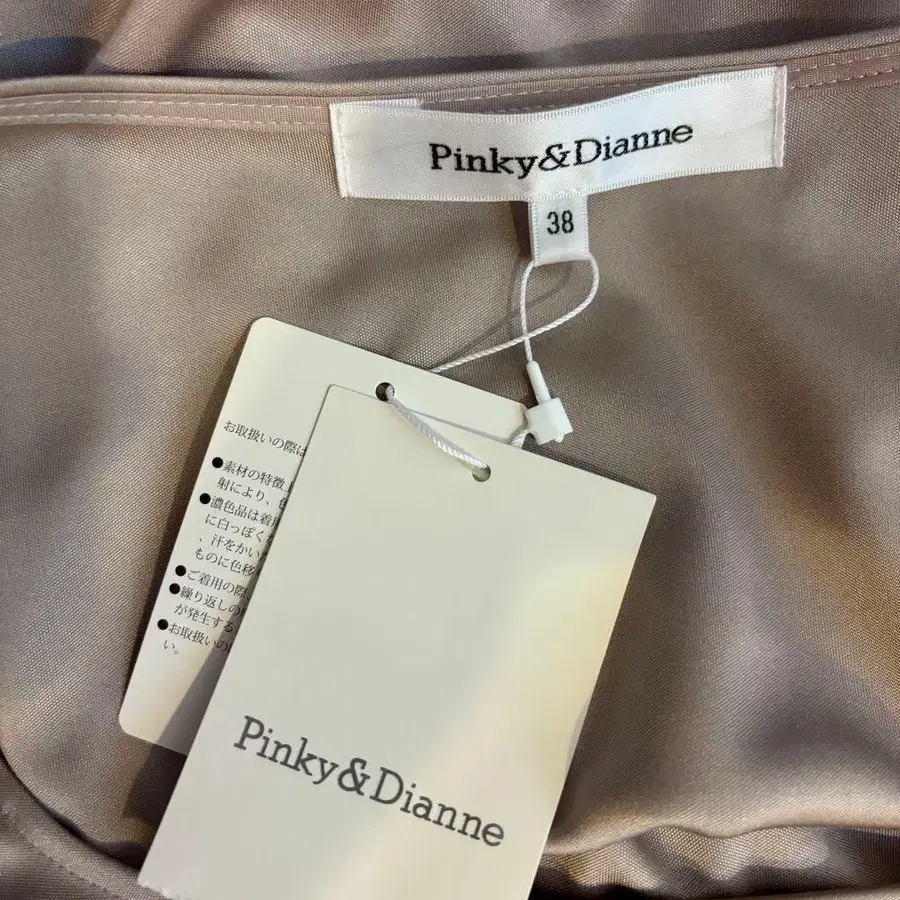 Pinky&Dianne
38
お取扱いの際は
●素材の特徴
射により、色
●濃色品は着用
に白っぽく
、汗をかい
ものに色移
●ご着用の際
●繰り返しの
が発生する
●お取扱いの
い。
Pinky&Dianne